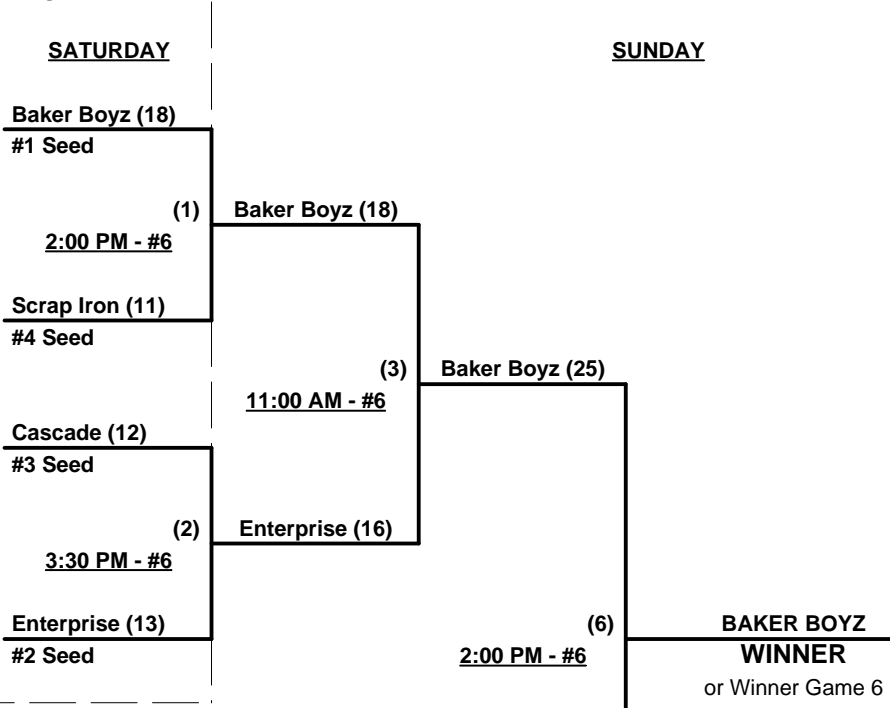 SATURDAY
SUNDAY
Baker Boyz (18)
#1 Seed
(1)
Baker Boyz (18)
2:00 PM - #6
Scrap Iron (11)
#4 Seed
(3)
Baker Boyz (25)
11:00 AM - #6
Cascade (12)
#3 Seed
(2)
Enterprise (16)
3:30 PM - #6
Enterprise (13)
#2 Seed
(6)
BAKER BOYZ
2:00 PM - #6
WINNER
or Winner Game 6